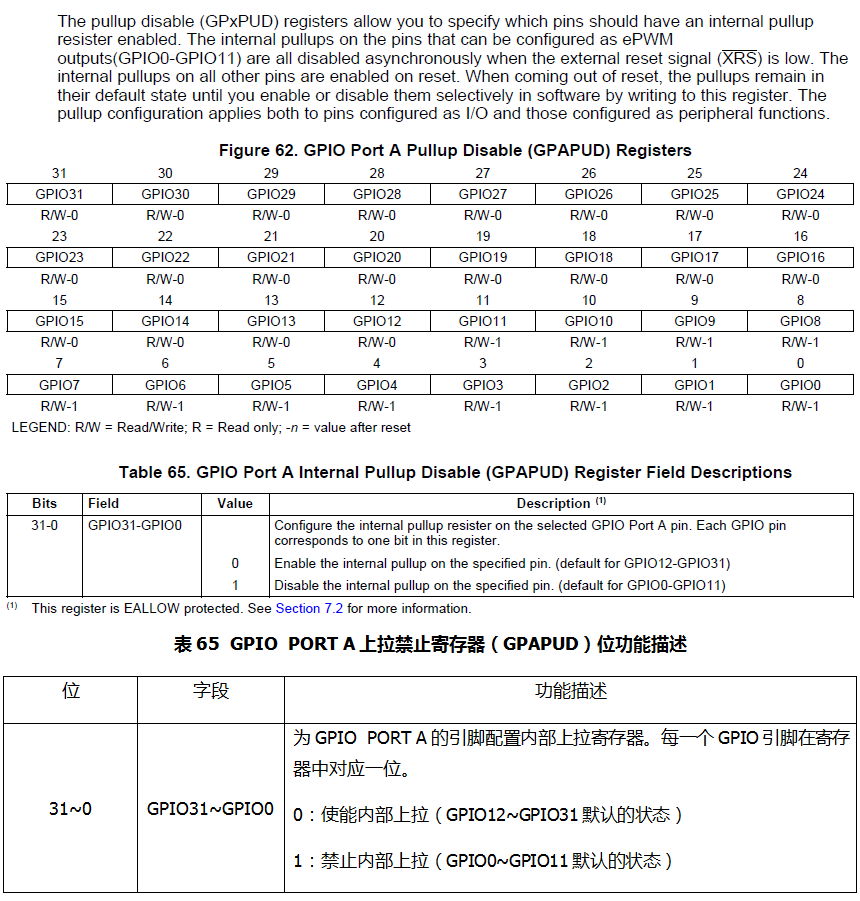 The pullup disable (GPxPUD) registers allow you to specify which pins should have an internal pullup
resister enabled. The internal pullups on the pins that can be configured as ePWM
outputs(GPIO0-GPIO11) are all disabled asynchronously when the external reset signal (XRS) is low. The
internal pullups on all other pins are enabled on reset. When coming out of reset, the pullups remain in
their default state until you enable or disable them selectively in software by writing to this register. The
pullup configuration applies both to pins configured as I/O and those configured as peripheral functions.
Figure 62. GPIO Port A Pullup Disable (GPAPUD) Registers
31 30 29 28 27 26 25 24
GPIO31 GPIO30 GPIO29 GPIO28 GPIO27 GPIO26 GPIO25 GPIO24
R/W-0 R/W-0 R/W-0 R/W-0 R/W-0 R/W-0 R/W-0 R/W-0
23 22 21 20 19 18 17 16
GPIO23 GPIO22 GPIO21 GPIO20 GPIO19 GPIO18 GPIO17 GPIO16
R/W-0 R/W-0 R/W-0 R/W-0 R/W-0 R/W-0 R/W-0 R/W-0
15 14 13 12 11 10 9 8
GPIO15 GPIO14 GPIO13 GPIO12 GPIO11 GPIO10 GPIO9 GPIO8
R/W-0 R/W-0 R/W-0 R/W-0 R/W-1 R/W-1 R/W-1 R/W-1
7 6 5 4 3 2 1 0
GPIO7 GPIO6 GPIO5 GPIO4 GPIO3 GPIO2 GPIO1 GPIO0
R/W-1 R/W-1 R/W-1 R/W-1 R/W-1 R/W-1 R/W-1 R/W-1
LEGEND: R/W = Read/Write; R = Read only; -n = value after reset
Table 65. GPIO Port A Internal Pullup Disable (GPAPUD) Register Field Descriptions
Bits Field Value Description (1)
31-0 GPIO31-GPIO0 Configure the internal pullup resister on the selected GPIO Port A pin. Each GPIO pin
corresponds to one bit in this register.
0 Enable the internal pullup on the specified pin. (default for GPIO12-GPIO31)
1 Disable the internal pullup on the specified pin. (default for GPIO0-GPIO11)
(1) This register is EALLOW protected. See Section 7.2 for more information.
表 65 GPIO PORT A 上拉禁止寄存器（GPAPUD）位功能描述
位 字段 功能描述
为 GPIO PORT A 的引脚配置内部上拉寄存器。每一个 GPIO 引脚在寄存
器中对应一位。
31~0 GPIO31~GPIO0
0：使能内部上拉（GPIO12~GPIO31 默认的状态）
1：禁止内部上拉（GPIO0~GPIO11 默认的状态）